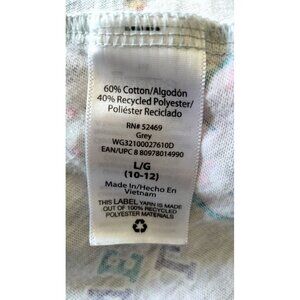 60% Cotton/Algodón
40% Recycled Polyester/
Poliéster Reciclado
RN# 52469
Grey
WG32100027610D
EAN/UPC 8 80978014990
L/G
(10-12)
Made In/Hecho En
Vietnam
THIS LABEL YARN IS MADE
OUT OF 100% RECYCLED
POLYESTER MATERIALS